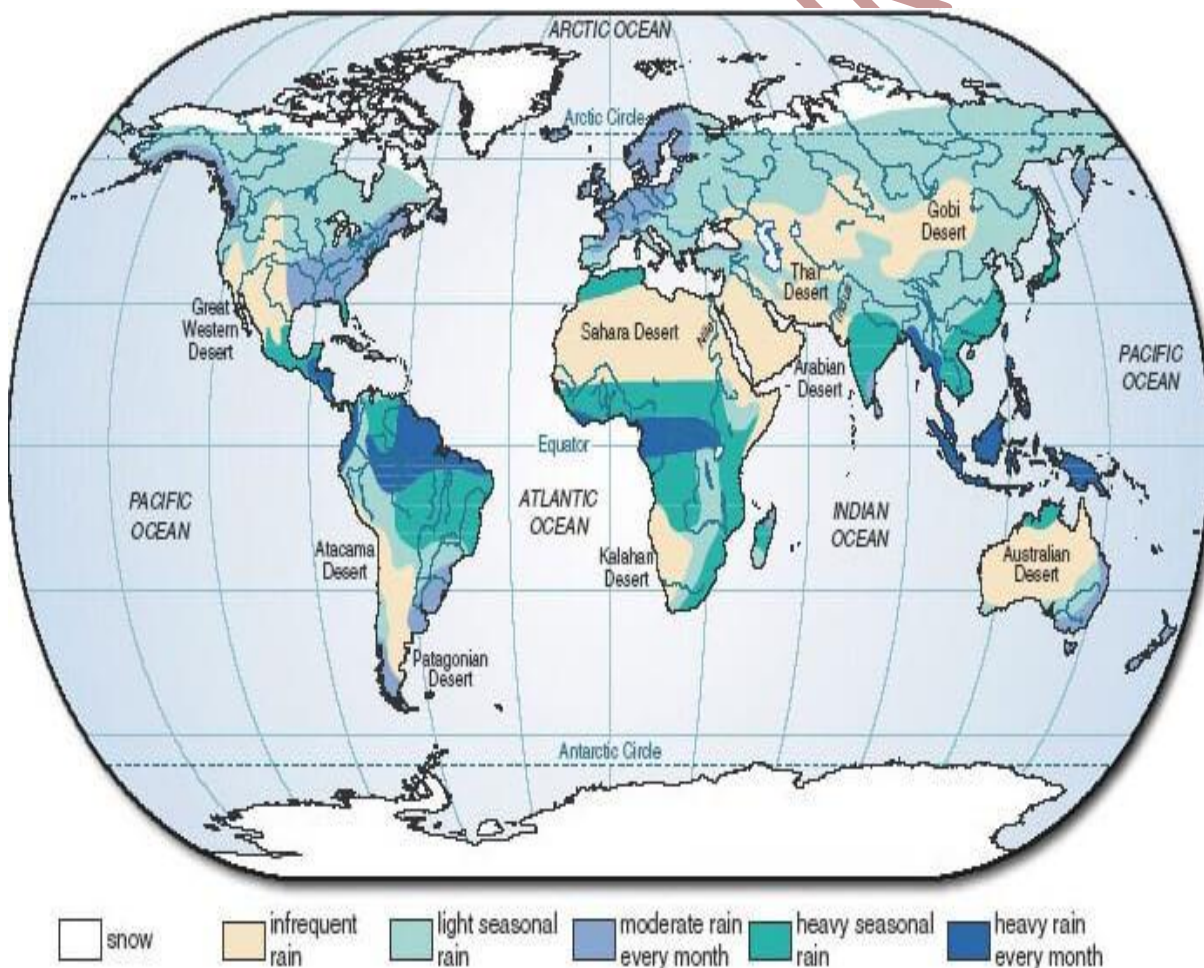 ARCTIC OCEAN
Arctic Circle
Gobi
Desert
Thar
Desert
Indus
Great
Western
Desert
Sahara Desert
Nile
Arabian
Desert
PACIFIC
OCEAN
Equator
PACIFIC
OCEAN
ATLANTIC
OCEAN
INDIAN
OCEAN
Atacama
Desert
Kalahari
Desert
Australian
Desert
Patagonian
Desert
Antarctic Circle
snow
infrequent
rain
light seasonal
rain
moderate rain
every month
heavy seasonal
rain
heavy rain
every month